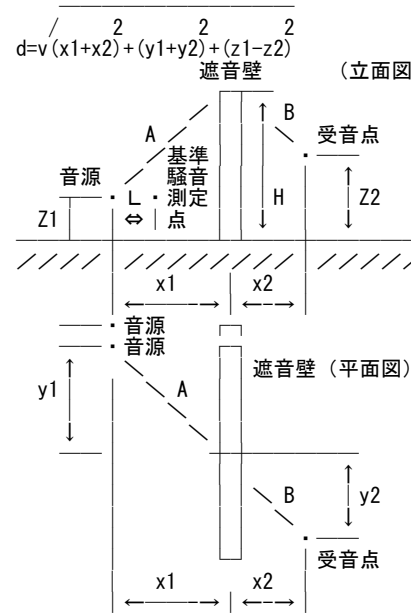 2 2 2
d=√(x1+x2)+(y1+y2)+(z1−z2)
遮音壁 (立面図
A B
基準 受音点
音源 騒音
L 測定 H Z2
Z1 ⇔ 点
x1 x2
音源
音源
遮音壁 (平面図)
y1 A
B y2
受音点
x1 x2